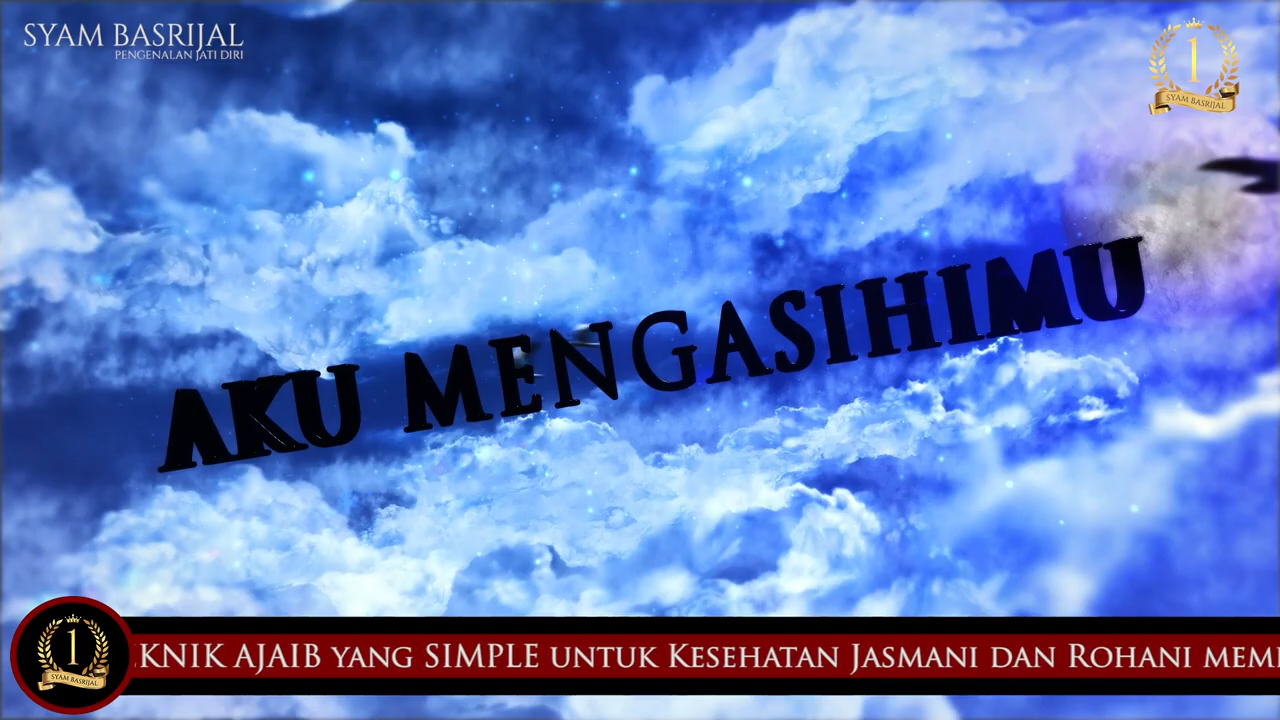 SYAM BASRIJAL
PENGENALAN JATI DIRI
1
SYAM BASRIJAL
AKU MENGASIHIMU
1
SYAM BASRIJAL
AJAIB YANG SIMPLE UNTUK KESEHATAN JASMANI DAN ROHANI